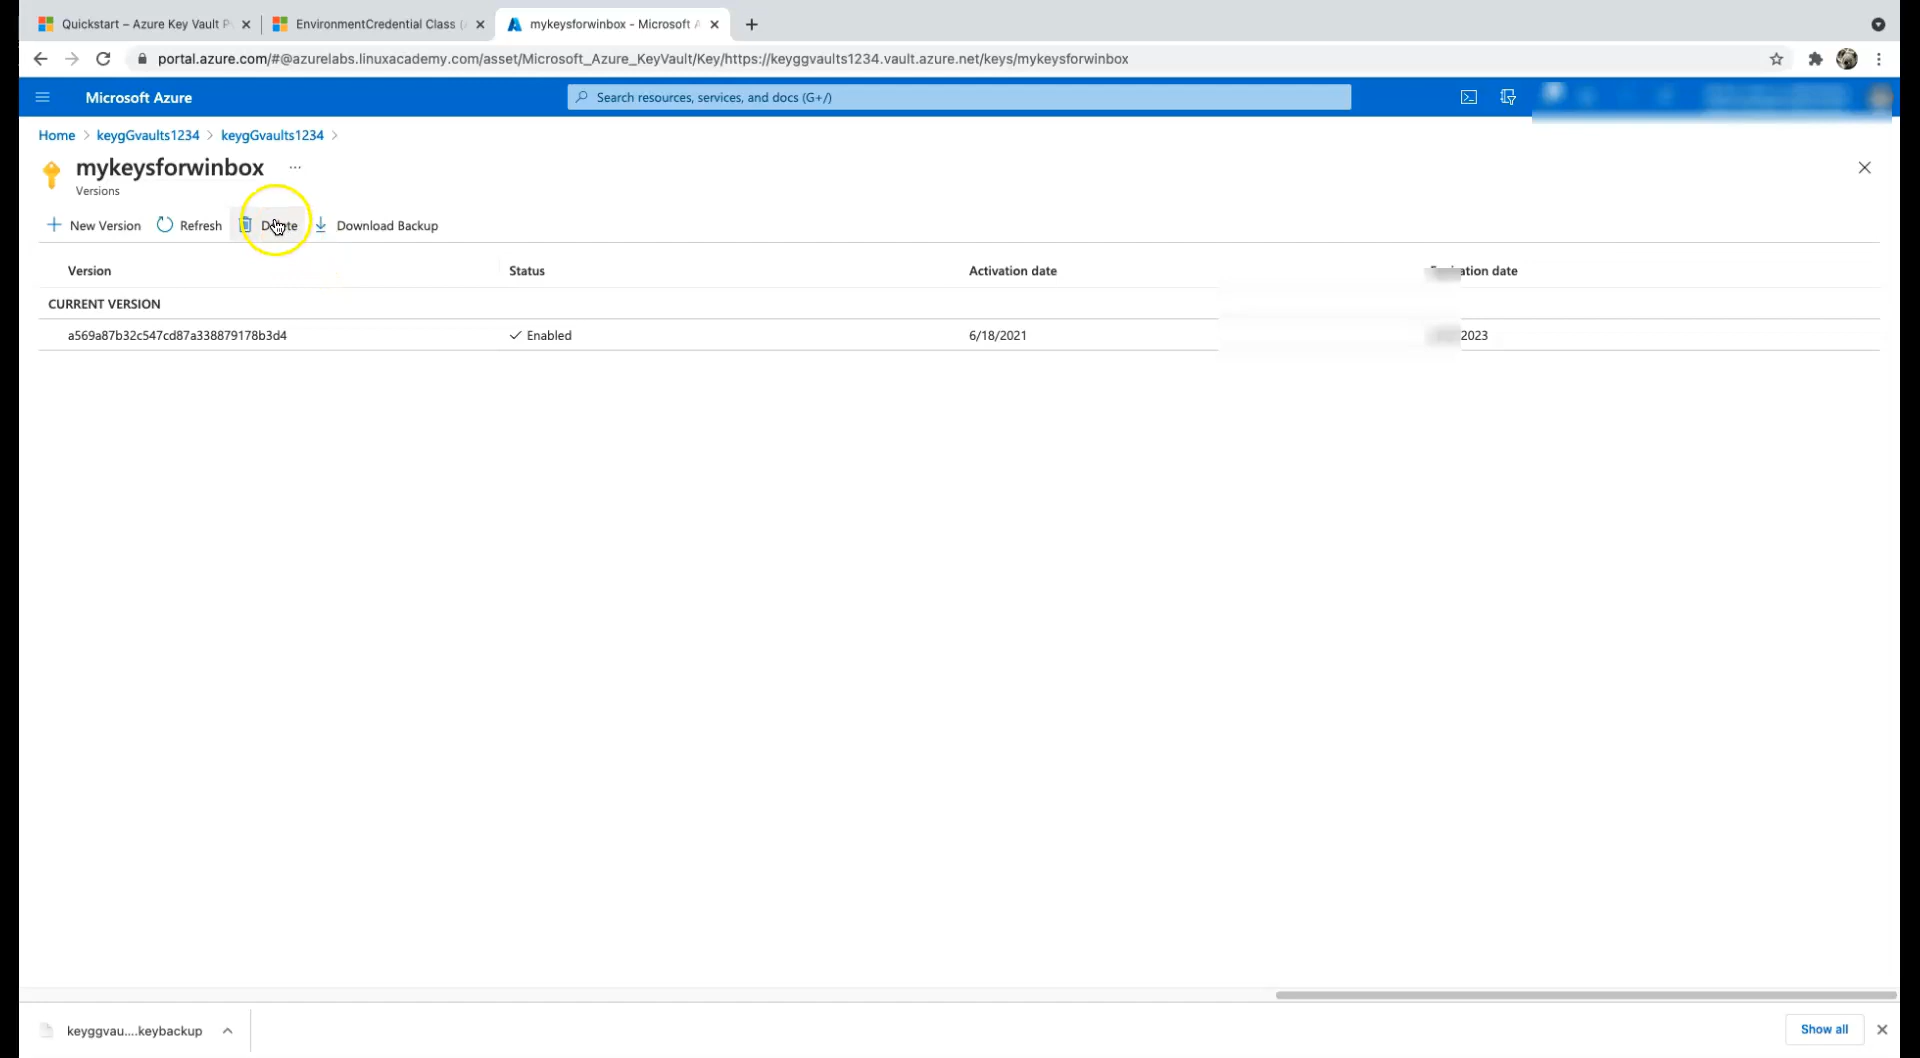 Quickstart – Azure Key Vault P
EnvironmentCredential Class (
mykeysforwinbox - Microsoft A
portal.azure.com/#@azurelabs.linuxacademy.com/asset/Microsoft_Azure_KeyVault/Key/https://keyggvaults1234.vault.azure.net/keys/mykeysforwinbox
Microsoft Azure
Search resources, services, and docs (G+/)
Home > keygGvaults1234 > keygGvaults1234 >
mykeysforwinbox ...
Versions
New Version Refresh Delete Download Backup
Version Status Activation date ation date
CURRENT VERSION
a569a87b32c547cd87a338879178b3d4 Enabled 6/18/2021 2023
keyggvau....keybackup
Show all